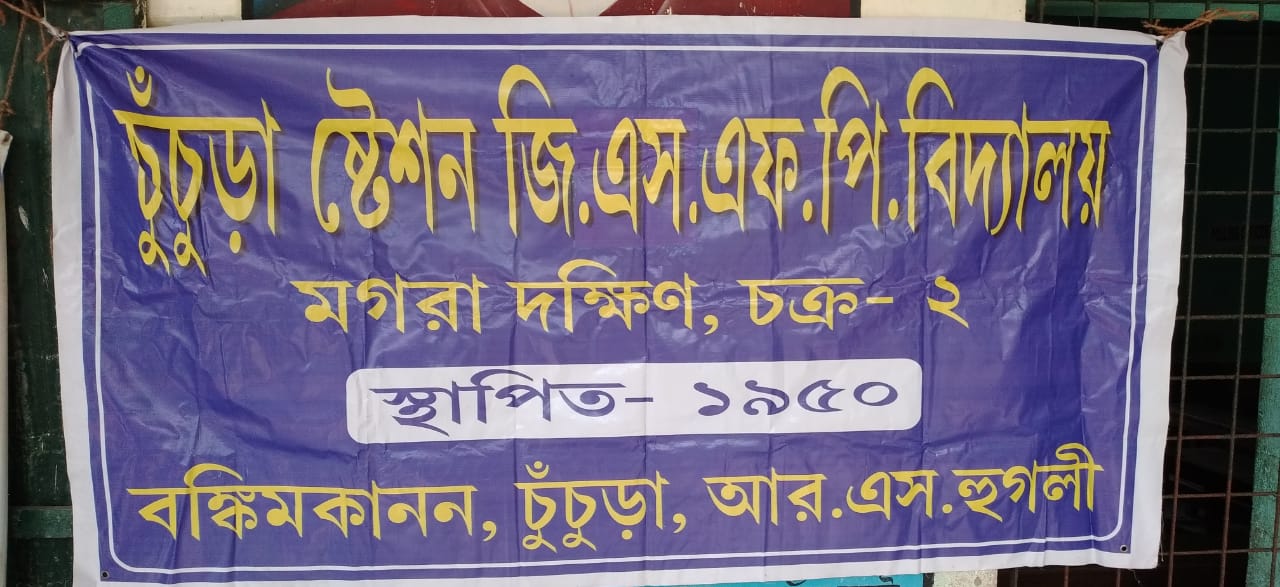 চুঁচুড়া ষ্টেশন জি.এস.এফ.পি.বিদ্যালয়
মগরা দক্ষিণ, চক্র- ২
স্থাপিত- ১৯৫০
বঙ্কিমকানন, চুঁচুড়া, আর.এস.হুগলী